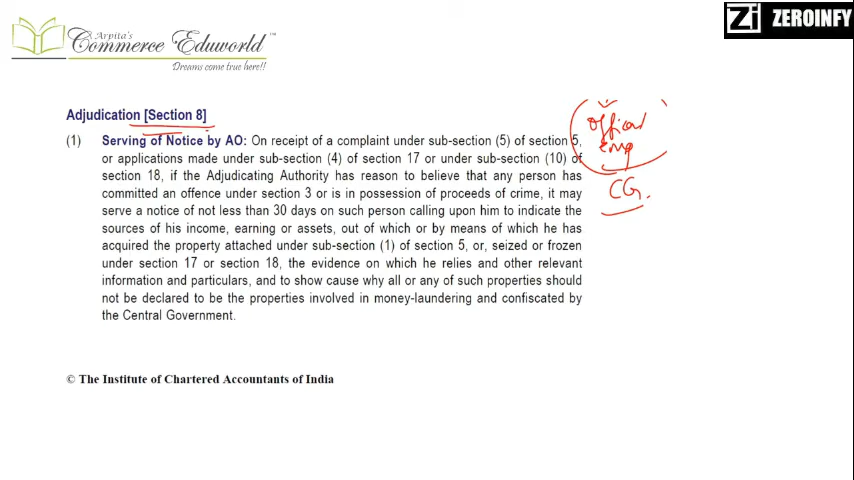 Arpita's
Commerce Eduworld™
Dreams come true here!!
Zi ZEROINFY
Adjudication [Section 8]
(1) Serving of Notice by AO: On receipt of a complaint under sub-section (5) of section 5,
or applications made under sub-section (4) of section 17 or under sub-section (10) of
section 18, if the Adjudicating Authority has reason to believe that any person has
committed an offence under section 3 or is in possession of proceeds of crime, it may
serve a notice of not less than 30 days on such person calling upon him to indicate the
sources of his income, earning or assets, out of which or by means of which he has
acquired the property attached under sub-section (1) of section 5, or, seized or frozen
under section 17 or section 18, the evidence on which he relies and other relevant
information and particulars, and to show cause why all or any of such properties should
not be declared to be the properties involved in money-laundering and confiscated by
the Central Government.
CG.
© The Institute of Chartered Accountants of India